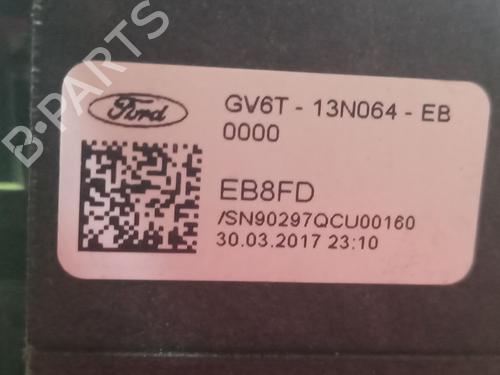 B-PARTS
Ford
GV6T - 13N064 - EB
0000
EB8FD
/SN90297QCU00160
30.03.2017 23:10